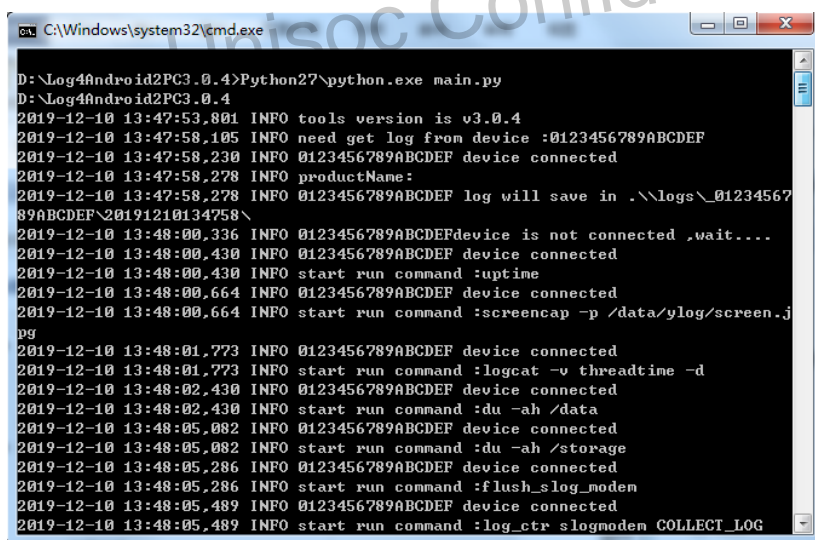 Unisoc Confid
C:\Windows\system32\cmd.exe
D:\Log4Android2PC3.0.4>Python27\python.exe main.py
D:\Log4Android2PC3.0.4
2019-12-10 13:47:53,801 INFO tools version is v3.0.4
2019-12-10 13:47:58,105 INFO need get log from device :0123456789ABCDEF
2019-12-10 13:47:58,230 INFO 0123456789ABCDEF device connected
2019-12-10 13:47:58,278 INFO productName:
2019-12-10 13:47:58,278 INFO 0123456789ABCDEF log will save in .\\logs\_01234567
89ABCDEF\20191210134758\
2019-12-10 13:48:00,336 INFO 0123456789ABCDEFdevice is not connected ,wait....
2019-12-10 13:48:00,430 INFO 0123456789ABCDEF device connected
2019-12-10 13:48:00,430 INFO start run command :uptime
2019-12-10 13:48:00,664 INFO 0123456789ABCDEF device connected
2019-12-10 13:48:00,664 INFO start run command :screencap -p /data/ylog/screen.j
pg
2019-12-10 13:48:01,773 INFO 0123456789ABCDEF device connected
2019-12-10 13:48:01,773 INFO start run command :logcat -v threadtime -d
2019-12-10 13:48:02,430 INFO 0123456789ABCDEF device connected
2019-12-10 13:48:02,430 INFO start run command :du -ah /data
2019-12-10 13:48:05,082 INFO 0123456789ABCDEF device connected
2019-12-10 13:48:05,082 INFO start run command :du -ah /storage
2019-12-10 13:48:05,286 INFO 0123456789ABCDEF device connected
2019-12-10 13:48:05,286 INFO start run command :flush_slog_modem
2019-12-10 13:48:05,489 INFO 0123456789ABCDEF device connected
2019-12-10 13:48:05,489 INFO start run command :log_ctr slogmodem COLLECT_LOG